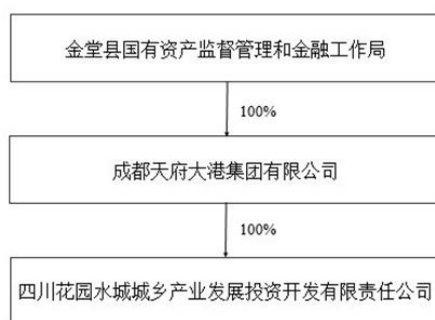 金堂县国有资产监督管理和金融工作局
100%
成都天府大港集团有限公司
100%
四川花园水城城乡产业发展投资开发有限责任公司